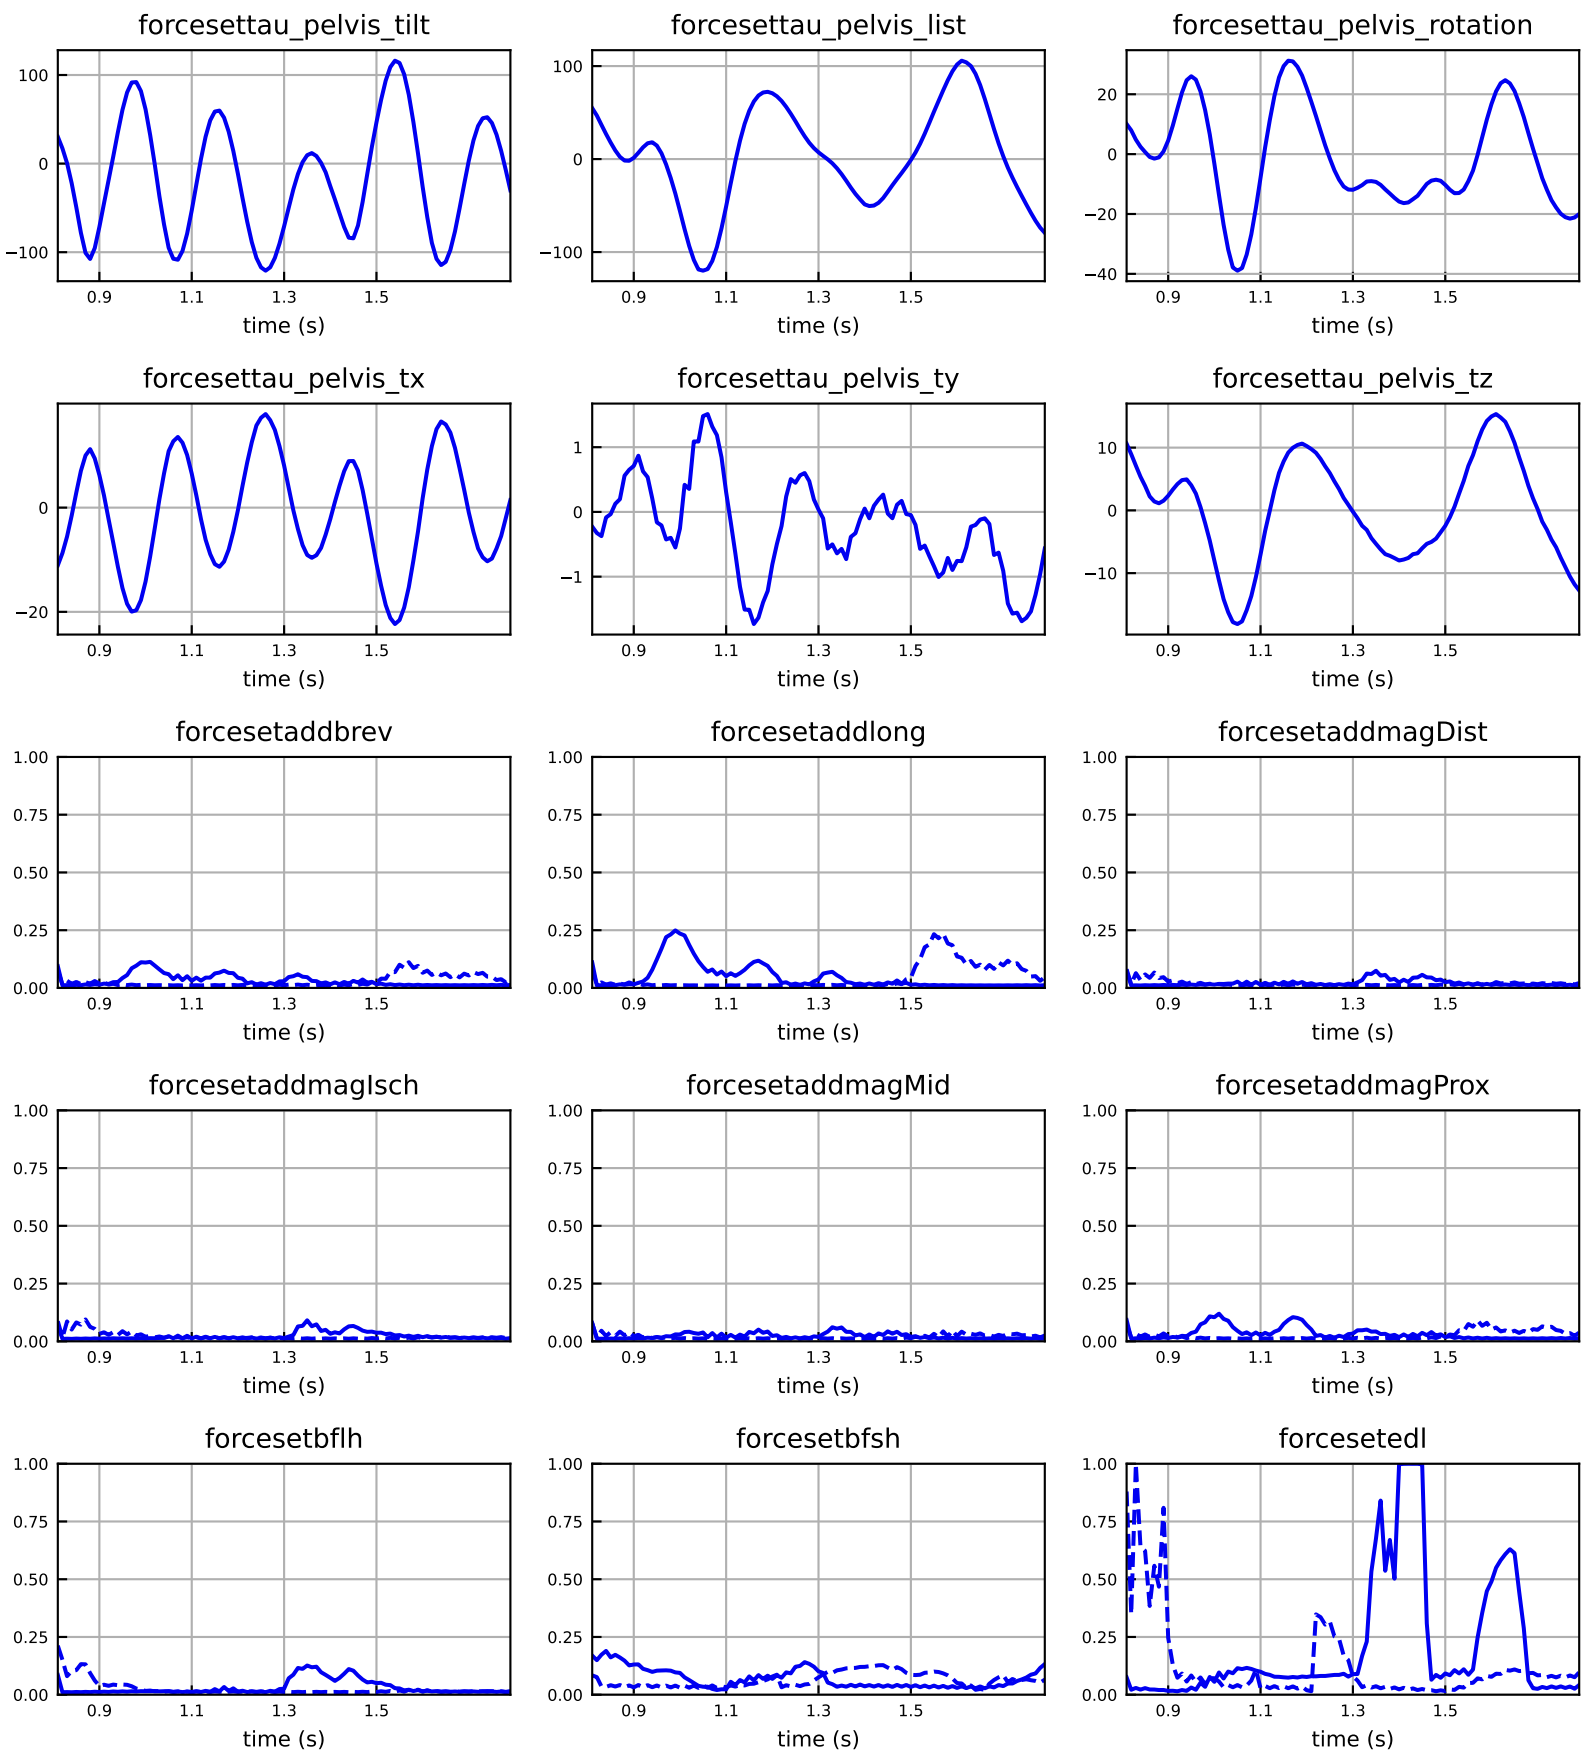 forcesettau_pelvis_tilt
forcesettau_pelvis_list
forcesettau_pelvis_rotation
100
0
−100
0.9 1.1 1.3 1.5
time (s)
100
0
−100
0.9 1.1 1.3 1.5
time (s)
20
0
−20
−40
0.9 1.1 1.3 1.5
time (s)
forcesettau_pelvis_tx
forcesettau_pelvis_ty
forcesettau_pelvis_tz
0
−20
0.9 1.1 1.3 1.5
time (s)
1
0
−1
0.9 1.1 1.3 1.5
time (s)
10
0
−10
0.9 1.1 1.3 1.5
time (s)
forcesetaddbrev
forcesetaddlong
forcesetaddmagDist
1.00
0.75
0.50
0.25
0.00
0.9 1.1 1.3 1.5
time (s)
1.00
0.75
0.50
0.25
0.00
0.9 1.1 1.3 1.5
time (s)
1.00
0.75
0.50
0.25
0.00
0.9 1.1 1.3 1.5
time (s)
forcesetaddmagIsch
forcesetaddmagMid
forcesetaddmagProx
1.00
0.75
0.50
0.25
0.00
0.9 1.1 1.3 1.5
time (s)
1.00
0.75
0.50
0.25
0.00
0.9 1.1 1.3 1.5
time (s)
1.00
0.75
0.50
0.25
0.00
0.9 1.1 1.3 1.5
time (s)
forcesetbflh
forcesetbfsh
forcesetedl
1.00
0.75
0.50
0.25
0.00
0.9 1.1 1.3 1.5
time (s)
1.00
0.75
0.50
0.25
0.00
0.9 1.1 1.3 1.5
time (s)
1.00
0.75
0.50
0.25
0.00
0.9 1.1 1.3 1.5
time (s)